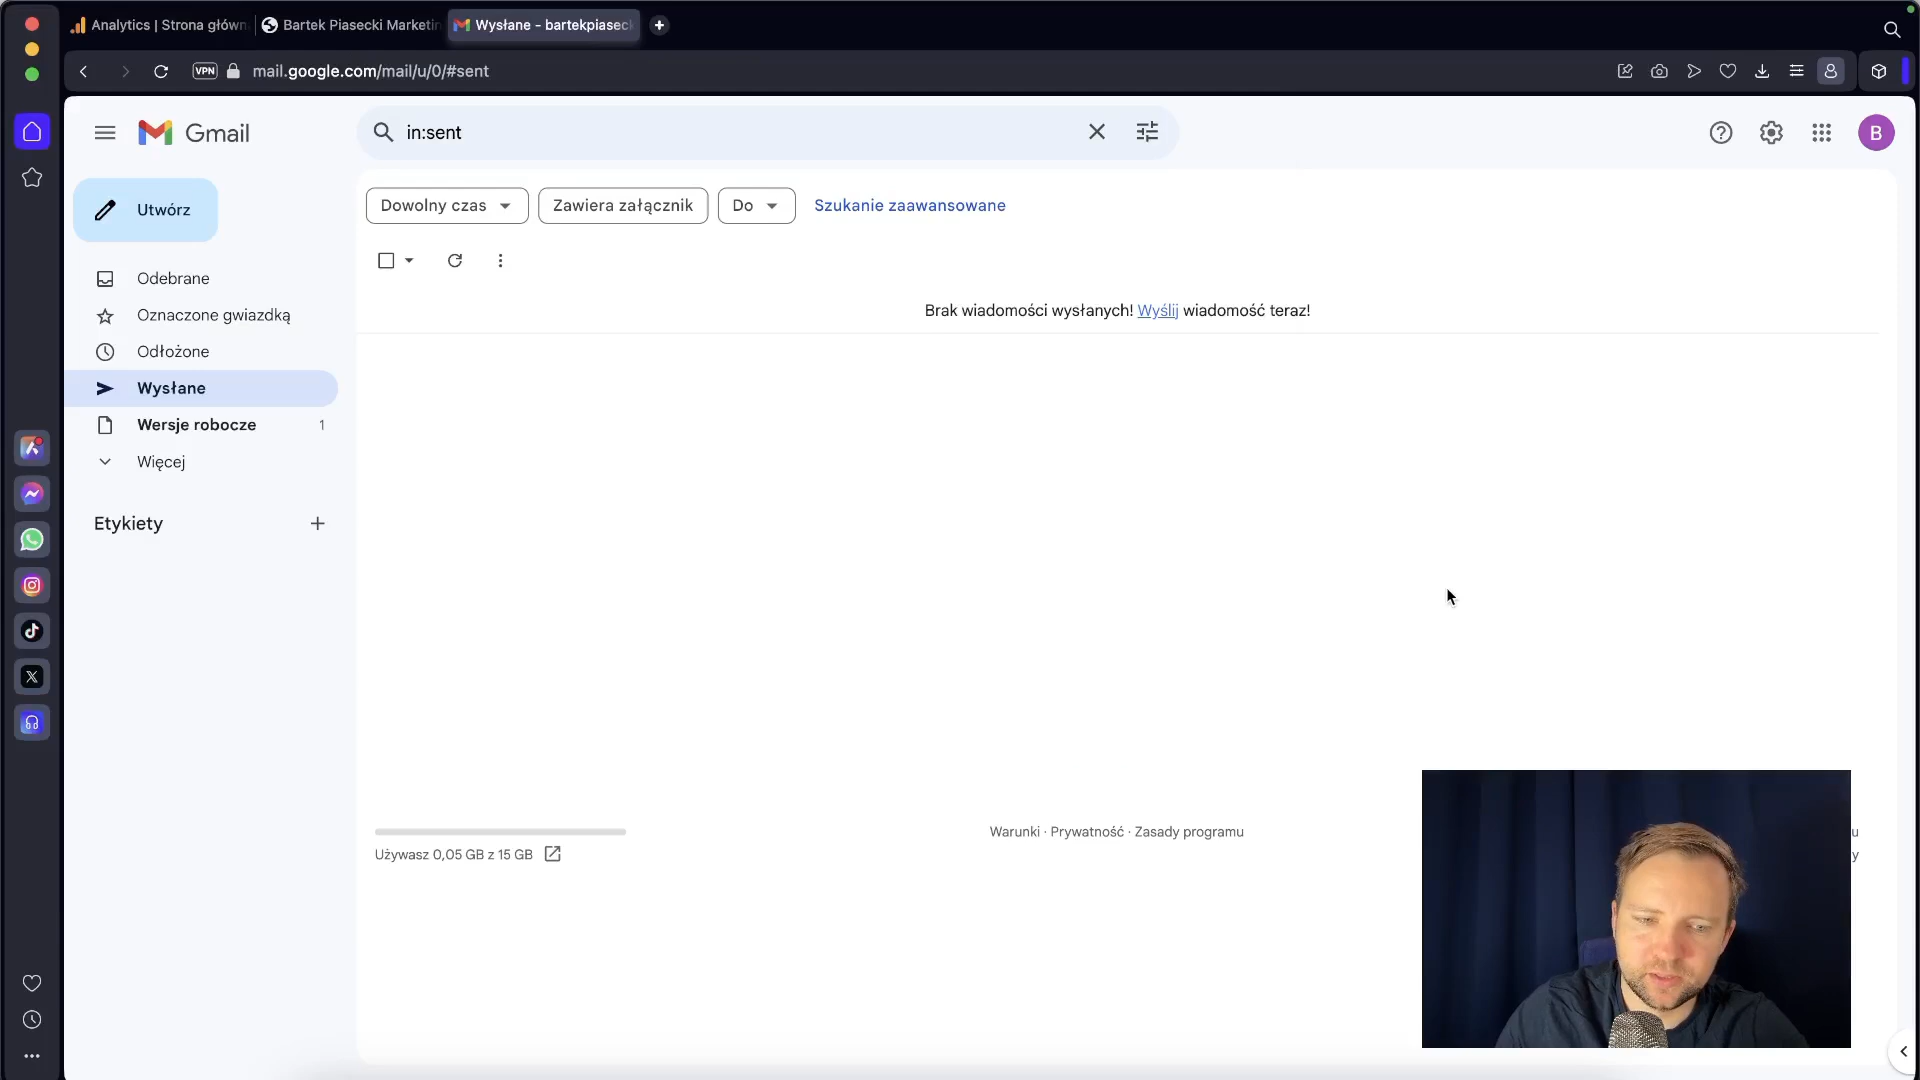 Analytics | Strona główn
Bartek Piasecki Marketin
Wysłane - bartekpiaseck
VPN
mail.google.com/mail/u/0/#sent
Gmail
in:sent
B
Utwórz
Dowolny czas
Zawiera załącznik
Do
Szukanie zaawansowane
Odebrane
Oznaczone gwiazdką
Odłożone
Wysłane
Wersje robocze 1
Więcej
Etykiety
Brak wiadomości wysłanych! Wyślij wiadomość teraz!
Używasz 0,05 GB z 15 GB
Warunki · Prywatność · Zasady programu
u
y